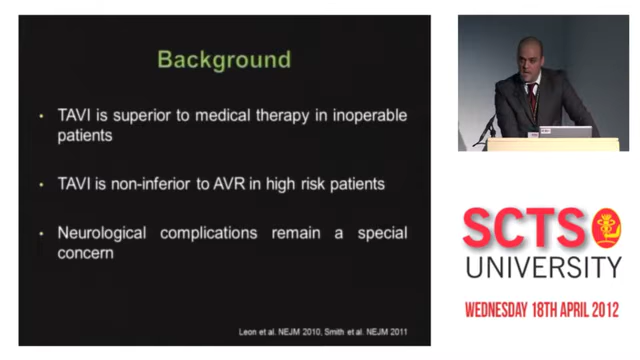 Background
• TAVI is superior to medical therapy in inoperable
patients
• TAVI is non-inferior to AVR in high risk patients
• Neurological complications remain a special
concern
Leon et al. NEJM 2010, Smith et al. NEJM 2011
SCTS
UNIVERSITY
WEDNESDAY 18TH APRIL 2012